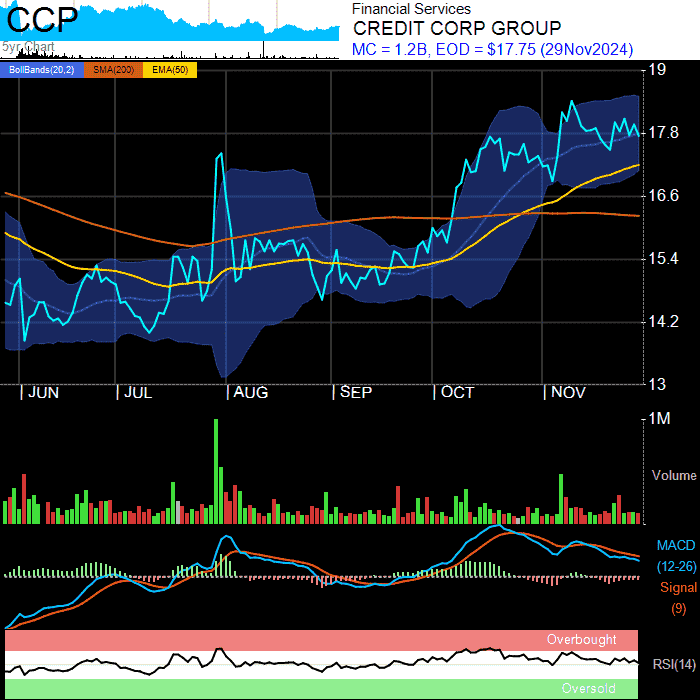 CCP
5yr Chart
Financial Services
CREDIT CORP GROUP
MC = 1.2B, EOD = $17.75 (29Nov2024)
BollBands(20,2) SMA(200) EMA(50)
19
17.8
16.6
15.4
14.2
13
JUN JUL AUG SEP OCT NOV
1M
Volume
MACD
(12-26)
Signal
(9)
Overbought
RSI(14)
Oversold